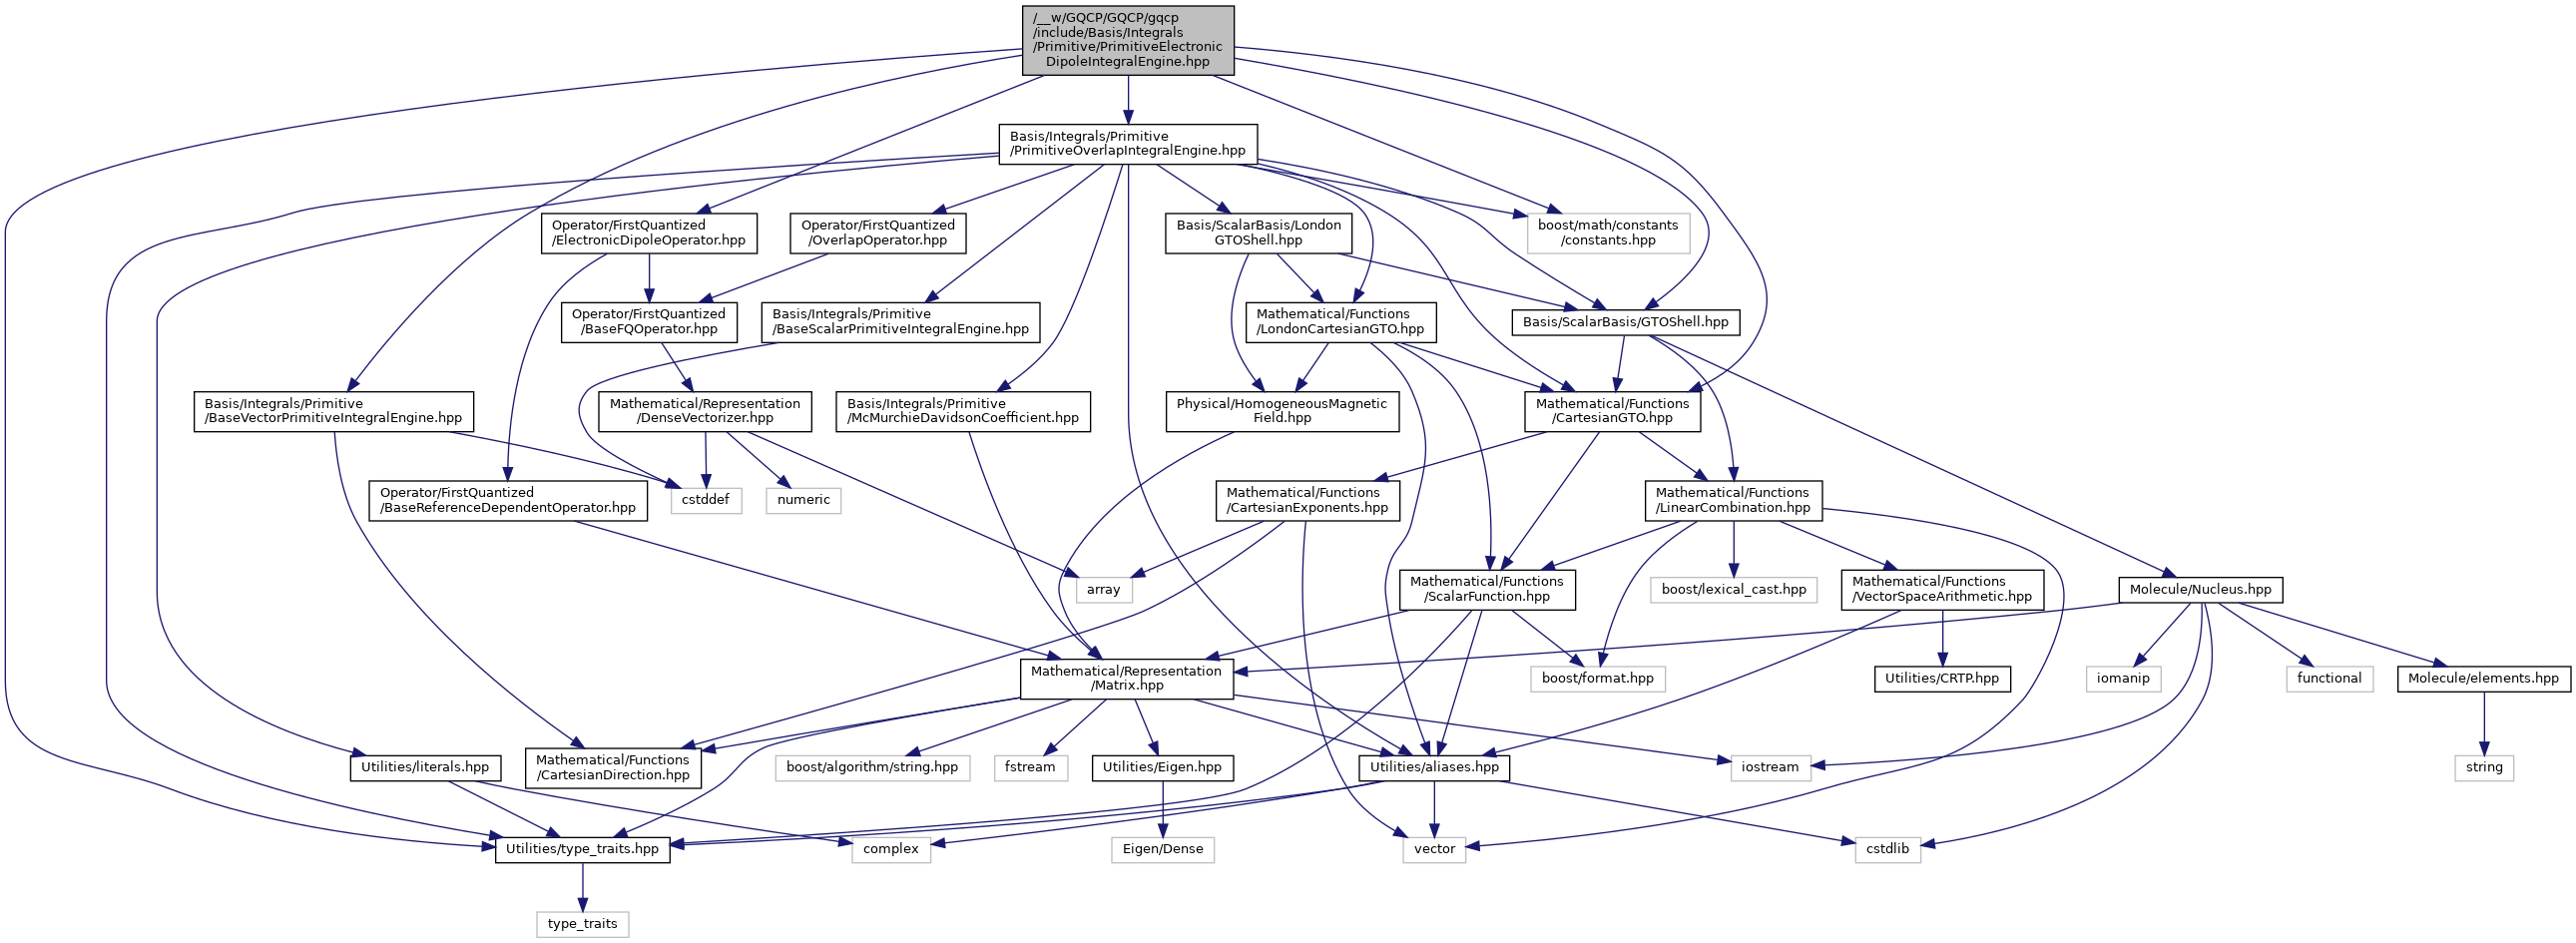 /__w/GQCP/GQCP/gqcp
/include/Basis/Integrals
/Primitive/PrimitiveElectronic
DipoleIntegralEngine.hpp
Basis/Integrals/Primitive
/PrimitiveOverlapIntegralEngine.hpp
Operator/FirstQuantized
/ElectronicDipoleOperator.hpp
Operator/FirstQuantized
/OverlapOperator.hpp
Basis/ScalarBasis/London
GTOShell.hpp
boost/math/constants
/constants.hpp
Operator/FirstQuantized
/BaseFQOperator.hpp
Basis/Integrals/Primitive
/BaseScalarPrimitiveIntegralEngine.hpp
Mathematical/Functions
/LondonCartesianGTO.hpp
Basis/ScalarBasis/GTOShell.hpp
Basis/Integrals/Primitive
/BaseVectorPrimitiveIntegralEngine.hpp
Mathematical/Representation
/DenseVectorizer.hpp
Basis/Integrals/Primitive
/McMurchieDavidsonCoefficient.hpp
Physical/HomogeneousMagnetic
Field.hpp
Mathematical/Functions
/CartesianGTO.hpp
Operator/FirstQuantized
/BaseReferenceDependentOperator.hpp
cstddef
numeric
Mathematical/Functions
/CartesianExponents.hpp
Mathematical/Functions
/LinearCombination.hpp
array
Mathematical/Functions
/ScalarFunction.hpp
boost/lexical_cast.hpp
Mathematical/Functions
/VectorSpaceArithmetic.hpp
Molecule/Nucleus.hpp
Mathematical/Representation
/Matrix.hpp
boost/format.hpp
Utilities/CRTP.hpp
iomanip
functional
Molecule/elements.hpp
Utilities/literals.hpp
Mathematical/Functions
/CartesianDirection.hpp
boost/algorithm/string.hpp
fstream
Utilities/Eigen.hpp
Utilities/aliases.hpp
iostream
string
Utilities/type_traits.hpp
complex
Eigen/Dense
vector
cstdlib
type_traits